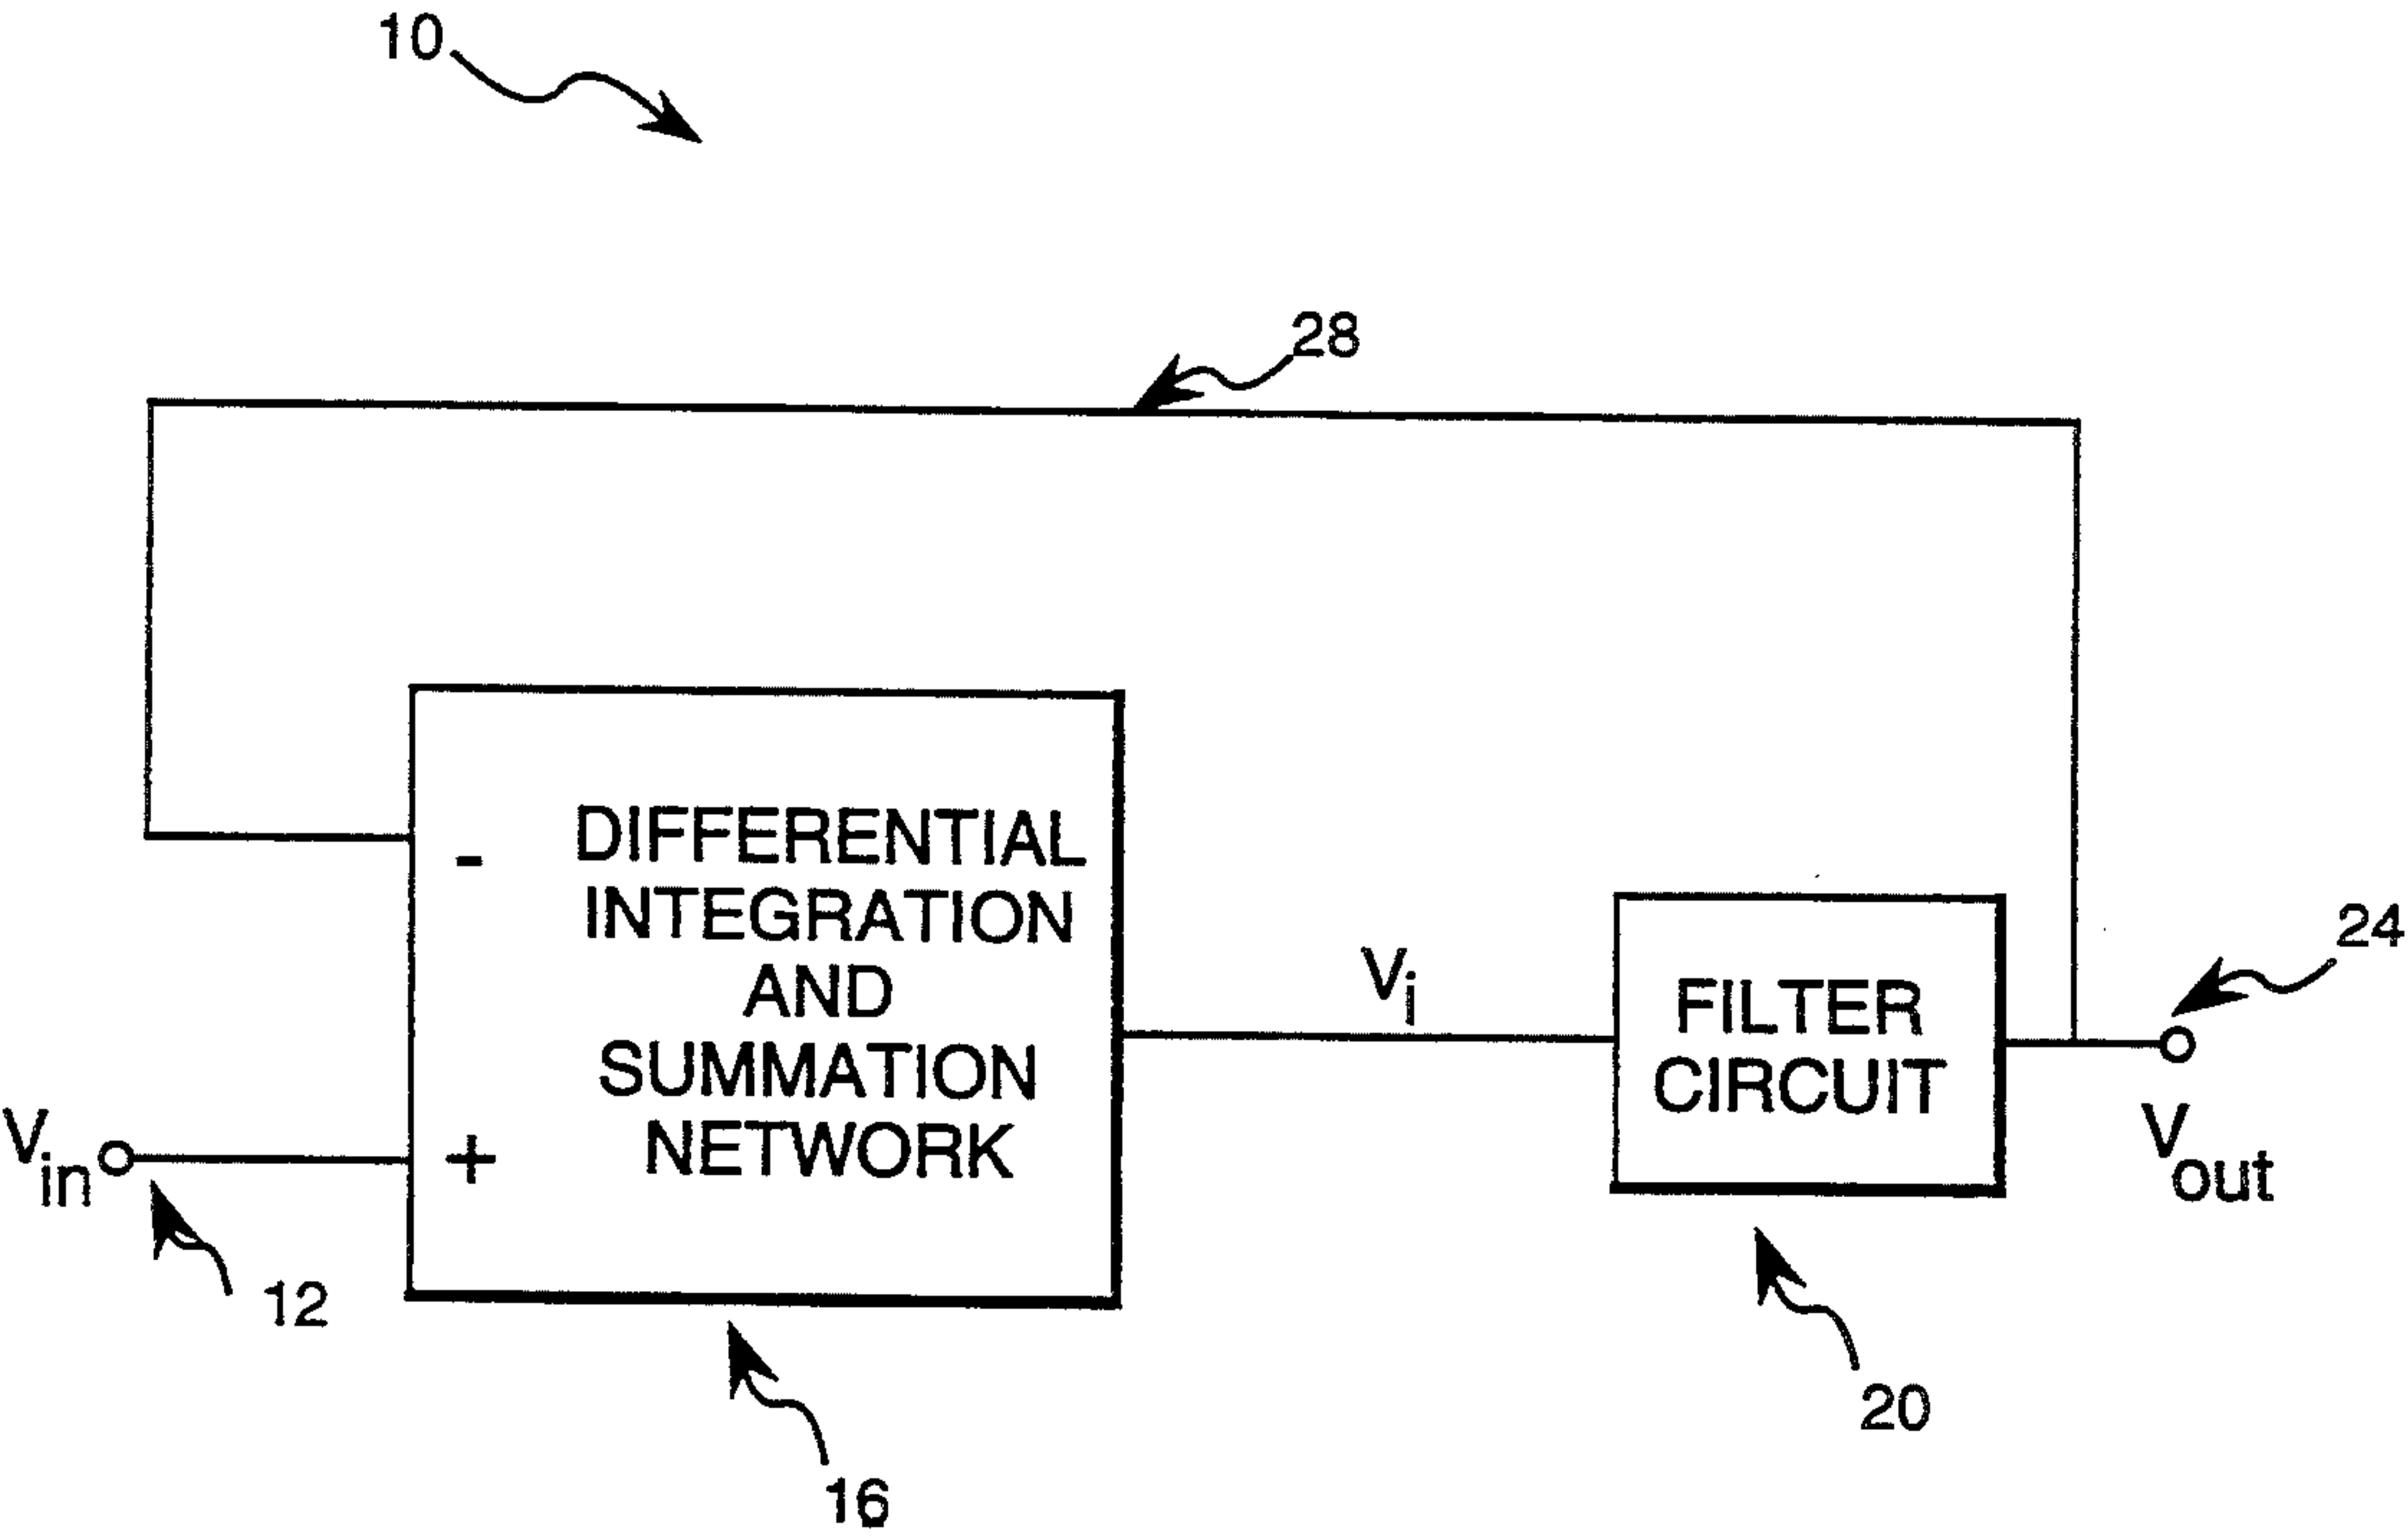 10
28
-
DIFFERENTIAL
INTEGRATION
AND
SUMMATION
NETWORK
+
Vi
FILTER
CIRCUIT
24
Vin
Vout
12
20
16